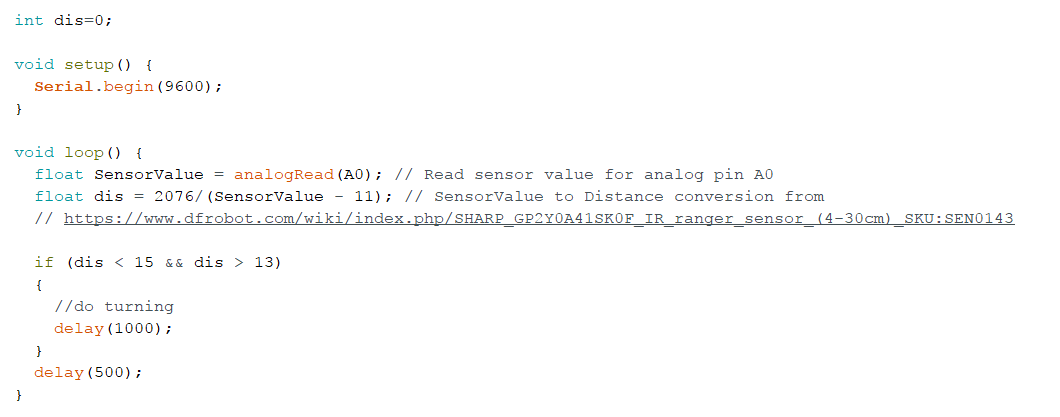 int dis=0;

void setup() {
  Serial.begin(9600);
}

void loop() {
  float SensorValue = analogRead(A0); // Read sensor value for analog pin A0
  float dis = 2076/(SensorValue - 11); // SensorValue to Distance conversion from
  // https://www.dfrobot.com/wiki/index.php/SHARP_GP2Y0A41SK0F_IR_ranger_sensor_(4-30cm)_SKU:SEN0143

  if (dis < 15 && dis > 13)
  {
    //do turning
    delay(1000);
  }
  delay(500);
}